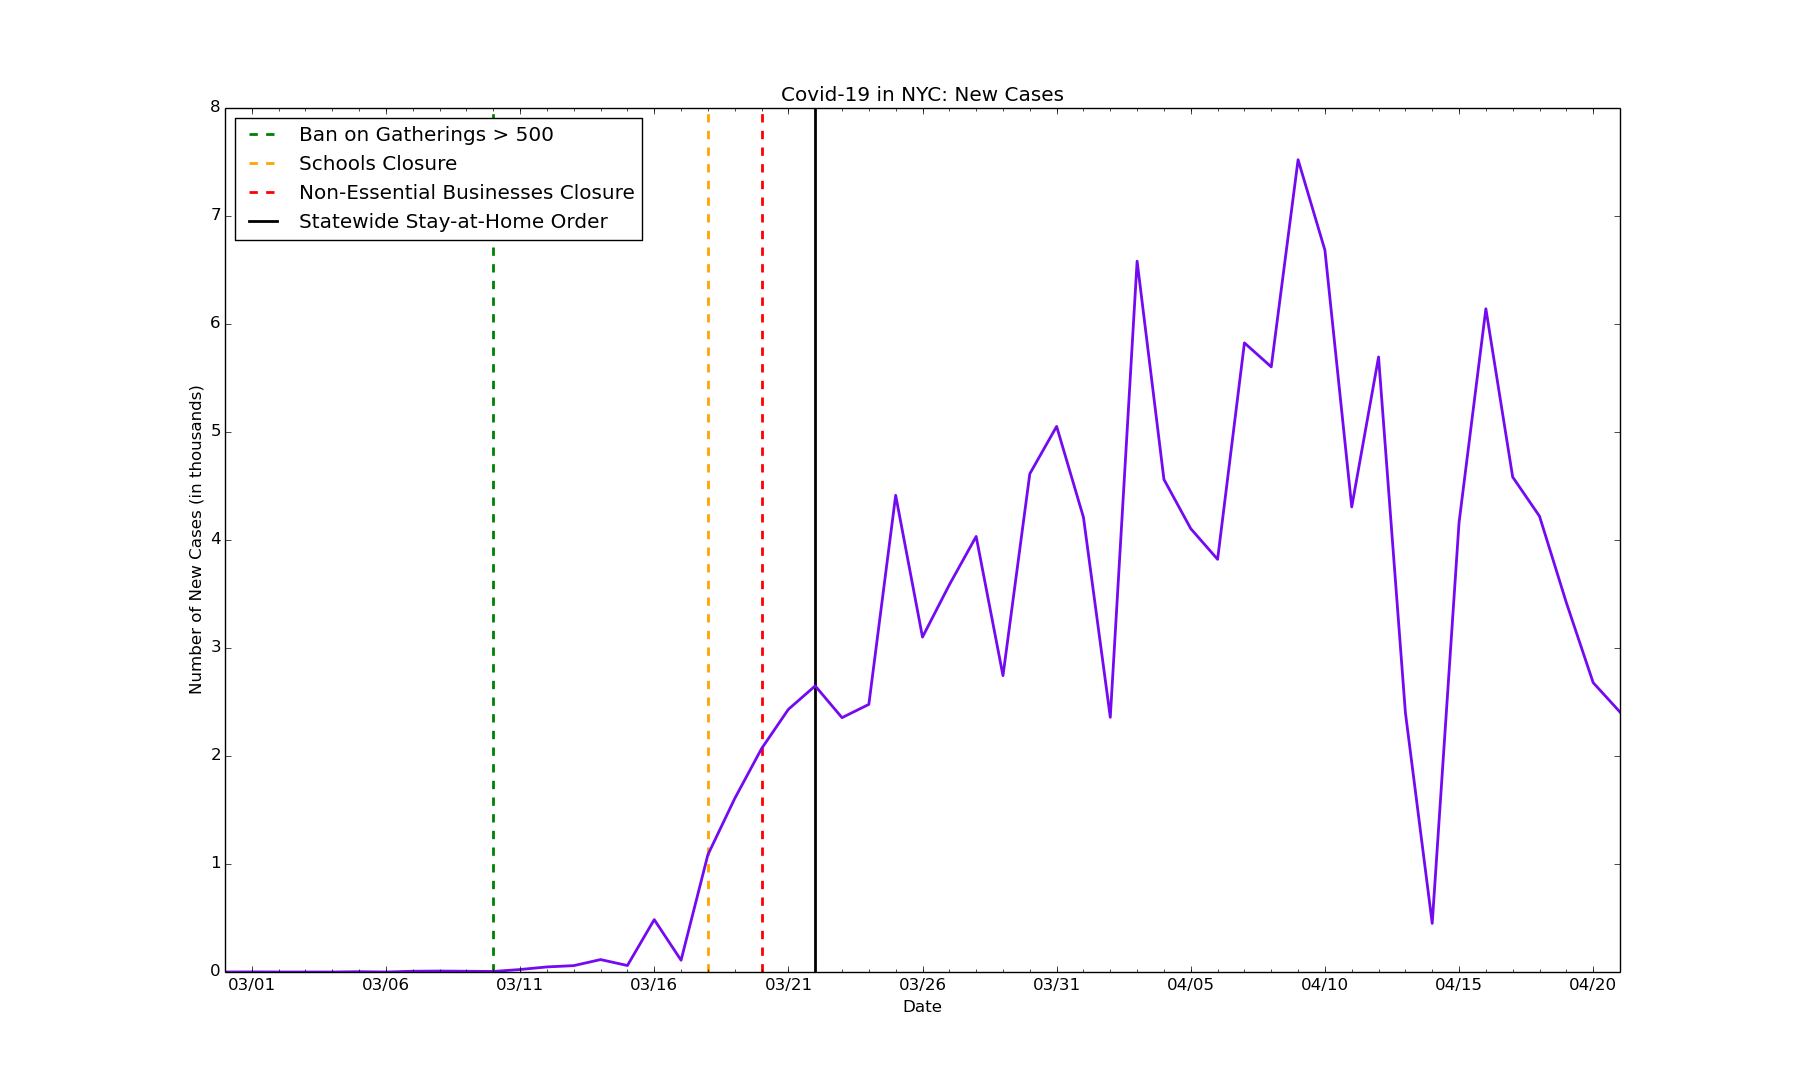 Covid-19 in NYC: New Cases
Ban on Gatherings > 500
Schools Closure
Non-Essential Businesses Closure
Statewide Stay-at-Home Order
Number of New Cases (in thousands)
8
7
6
5
4
3
2
1
0
03/01 03/06 03/11 03/16 03/21 03/26 03/31 04/05 04/10 04/15 04/20
Date